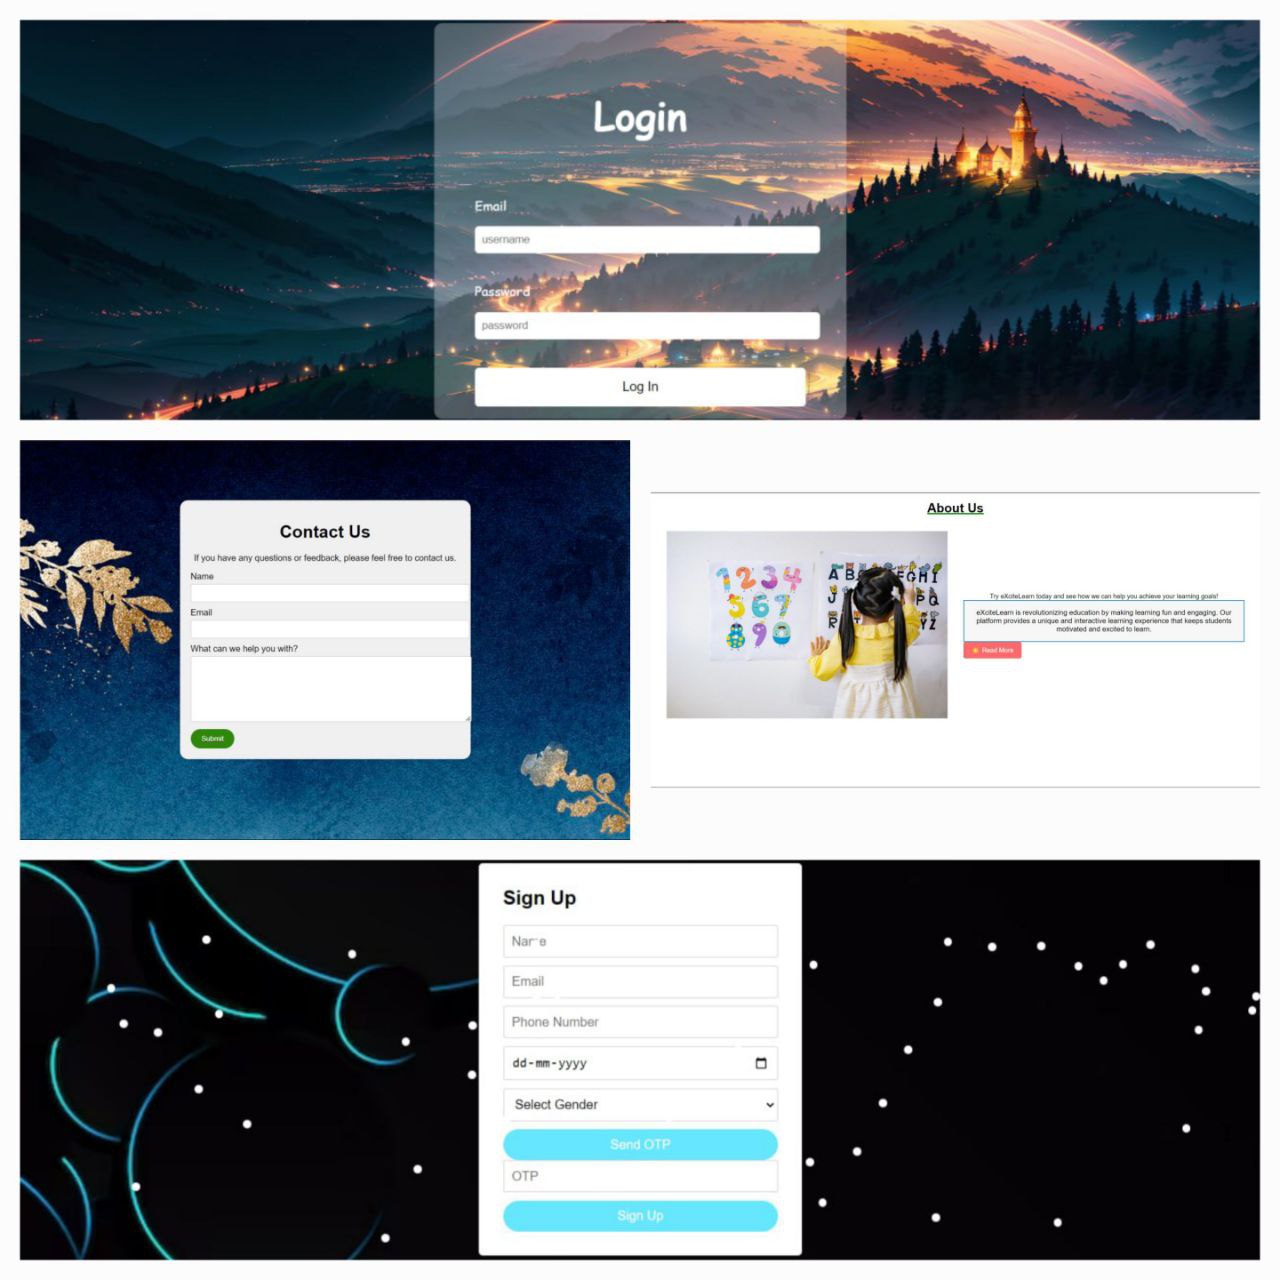 Login
Email
username
Password
password
Log In
Contact Us
If you have any questions or feedback, please feel free to contact us.
Name
Email
What can we help you with?
Submit
About Us
1 2 3 4
5 6 7
8 9 0
A B G H I
J P Q
R Y Z
Try eXciteLearn today and see how we can help you achieve your learning goals!
eXciteLearn is revolutionizing education by making learning fun and engaging. Our
platform provides a unique and interactive learning experience that keeps students
motivated and excited to learn.
Read More
Sign Up
Name
Email
Phone Number
dd-mm-yyyy
Select Gender
Send OTP
OTP
Sign Up